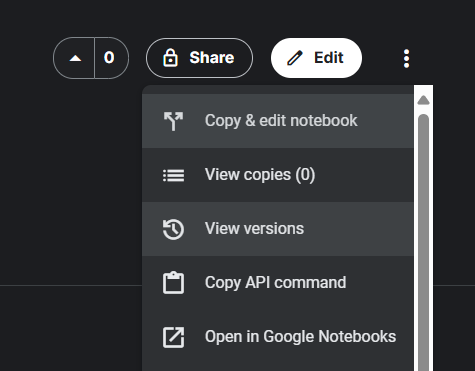 0 Share Edit
Copy & edit notebook
View copies (0)
View versions
Copy API command
Open in Google Notebooks